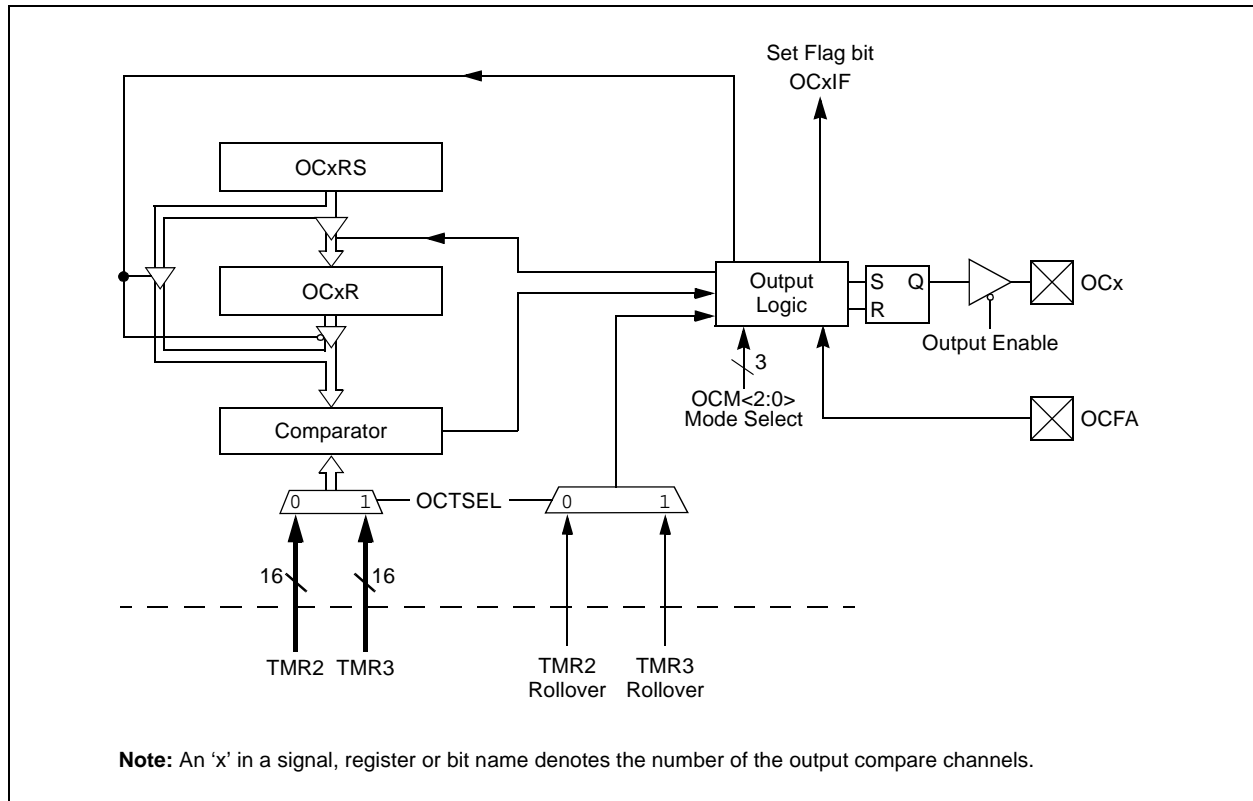 Set Flag bit
OCxIF
OCxRS
OCxR
Output
Logic
S Q
R
OCx
Output Enable
3
OCM<2:0>
Mode Select
OCFA
Comparator
0 1
OCTSEL
0 1
16
16
TMR2
TMR3
TMR2
Rollover
TMR3
Rollover
Note: An ‘x’ in a signal, register or bit name denotes the number of the output compare channels.